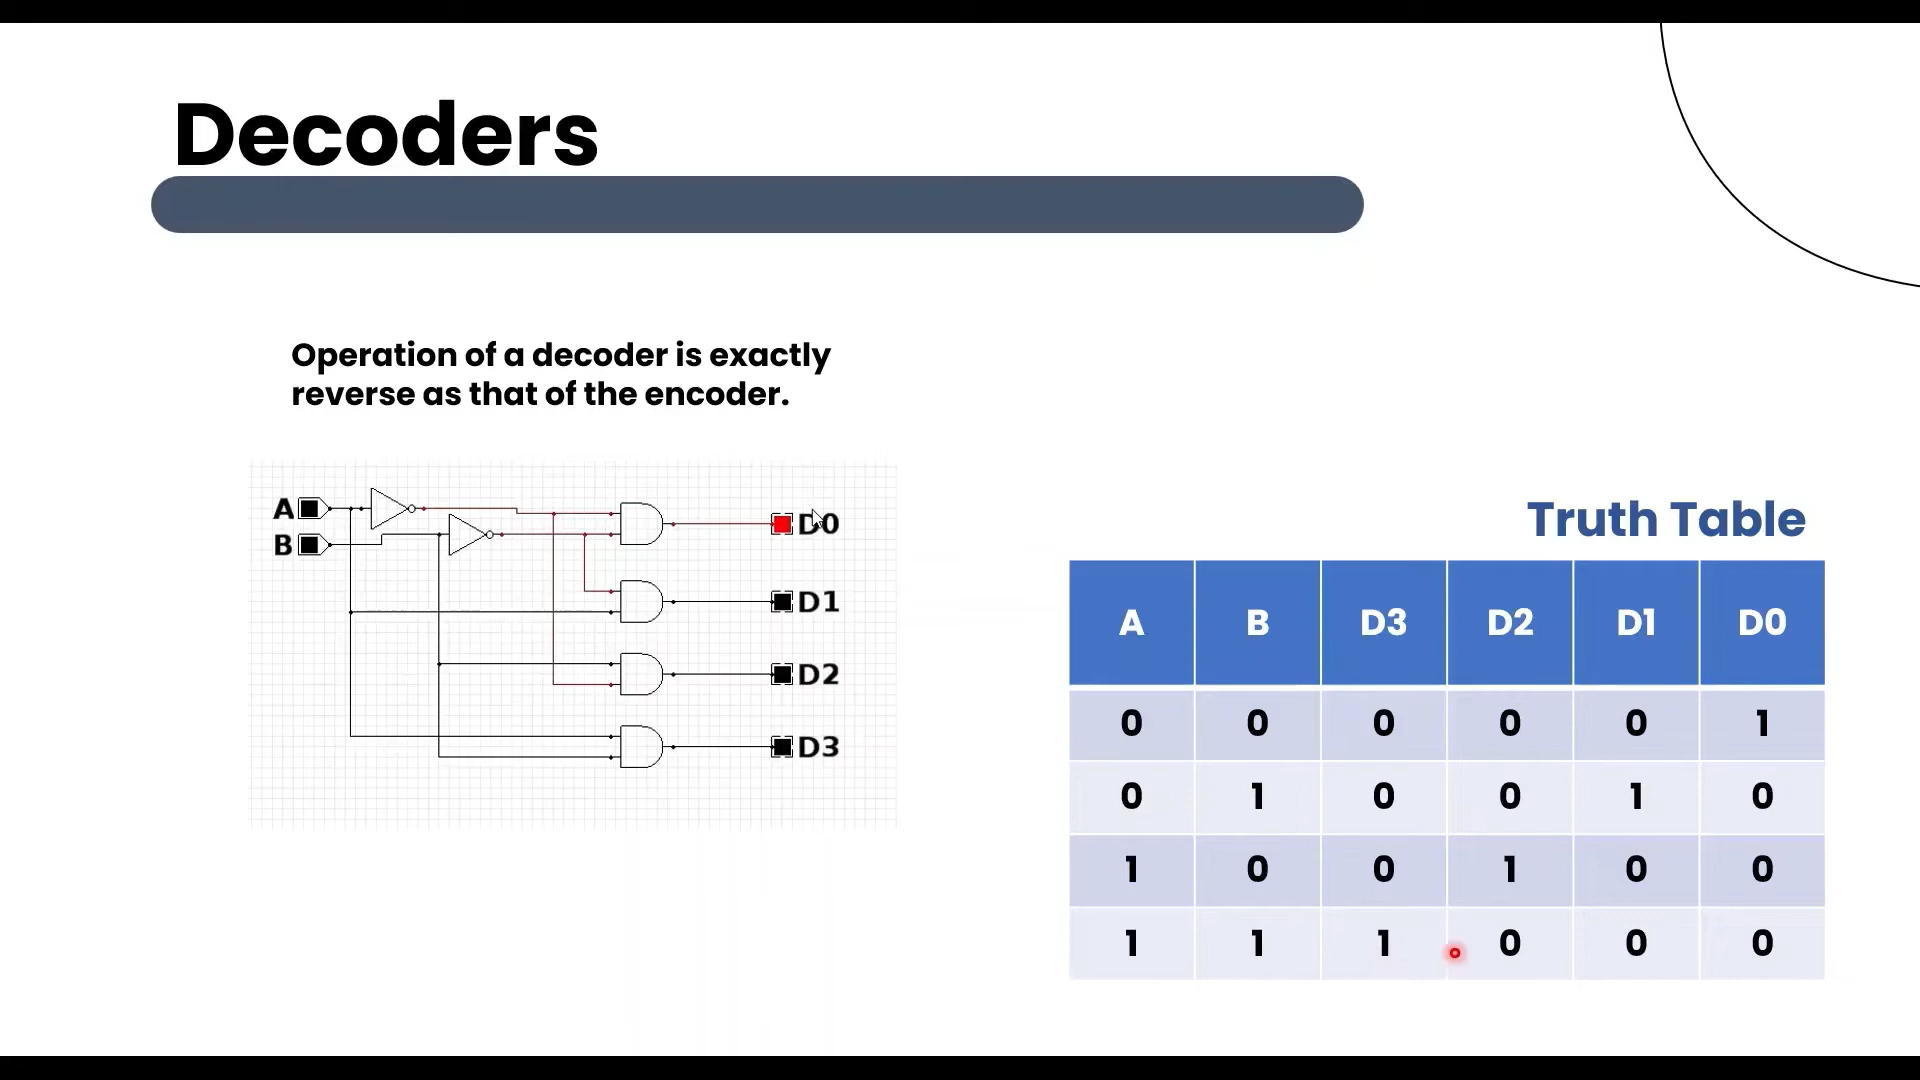 Decoders
Operation of a decoder is exactly
reverse as that of the encoder.
A
B
D0
D1
D2
D3
Truth Table
A B D3 D2 D1 D0
0 0 0 0 0 1
0 1 0 0 1 0
1 0 0 1 0 0
1 1 1 0 0 0